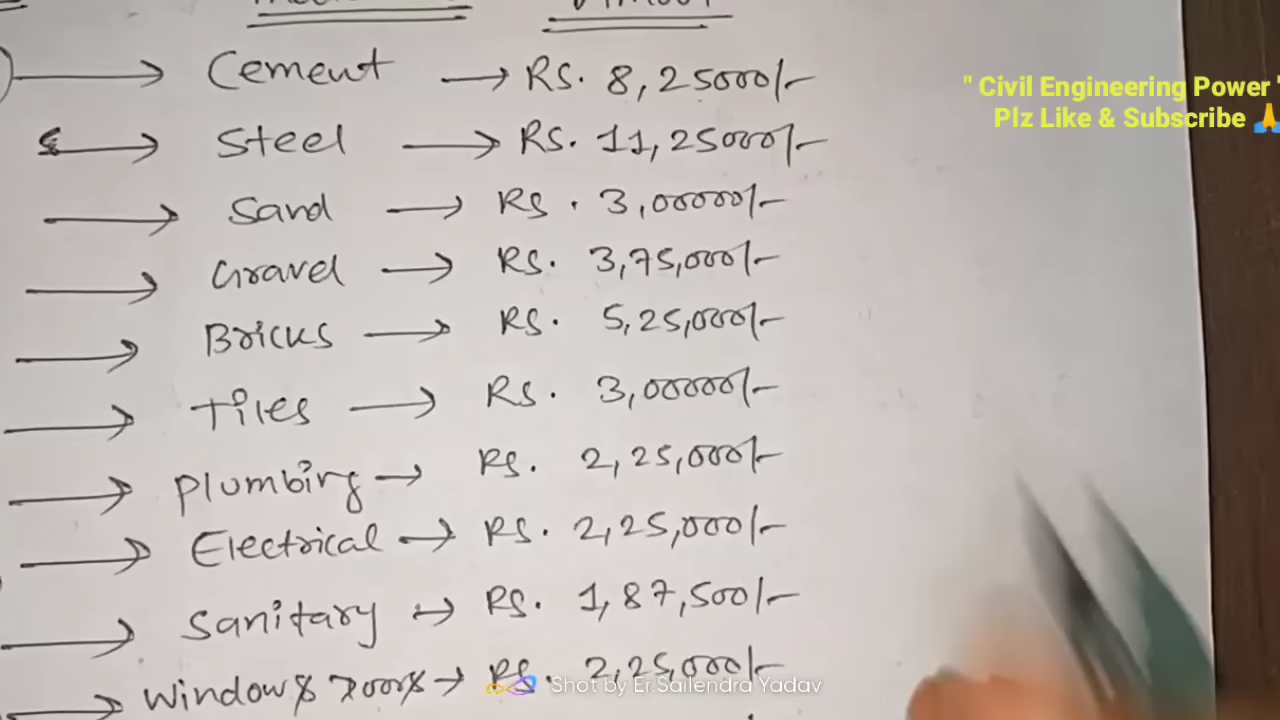 Cement → RS. 8,25000/-
" Civil Engineering Power "
Plz Like & Subscribe 🙏
Steel → RS. 11,25000/-
Sand → RS. 3,00000/-
Gravel → RS. 3,75,000/-
Bricks → RS. 5,25,000/-
Tiles → RS. 3,00000/-
Plumbing → RS. 2,25,000/-
Electrical → RS. 2,25,000/-
Sanitary → RS. 1,87,500/-
Window & Doors → RS. 2,25,000/-
Shot by Er.Sailendra Yadav